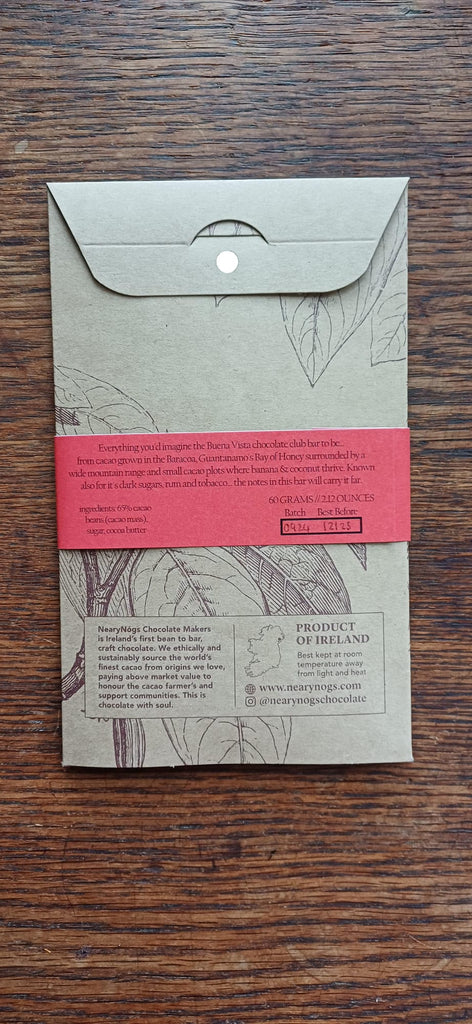 Everything you'd imagine the Buena Vista chocolate club bar to be...
from cacao grown in the Baracoa, Guantanamo's Bay of Honey surrounded by a
wide mountain range and small cacao plots where banana & coconut thrive. Known
also for it's dark sugars, rum and tobacco... the notes in this bar will carry it far.
ingredients: 65% cacao
beans (cacao mass),
sugar, cocoa butter
60 GRAMS // 2.12 OUNCES
Batch Best Before:
0424 12125
NearyNógs Chocolate Makers
is Ireland's first bean to bar,
craft chocolate. We ethically and
sustainably source the world's
finest cacao from origins we love,
paying above market value to
honour the cacao farmer's and
support communities. This is
chocolate with soul.
PRODUCT
OF IRELAND
Best kept at room
temperature away
from light and heat
www.nearynogs.com
@nearynogschocolate